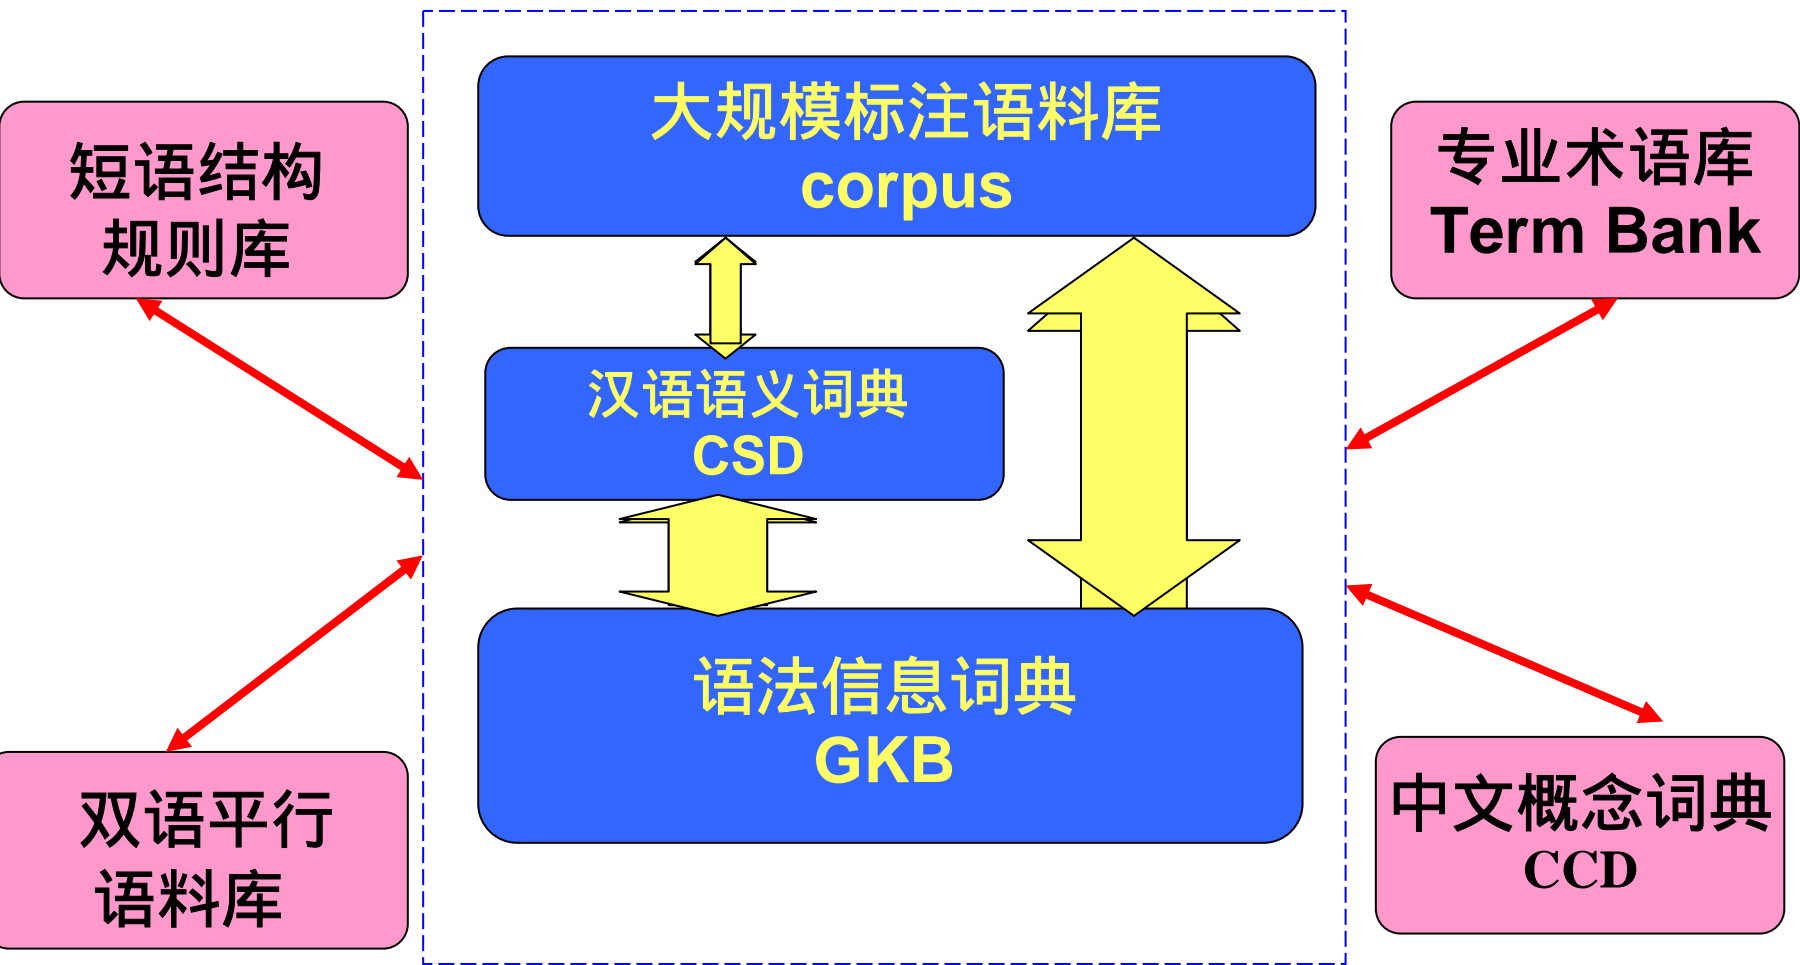 大规模标注语料库
corpus
短语结构
规则库
专业术语库
Term Bank
汉语语义词典
CSD
语法信息词典
GKB
双语平行
语料库
中文概念词典
CCD